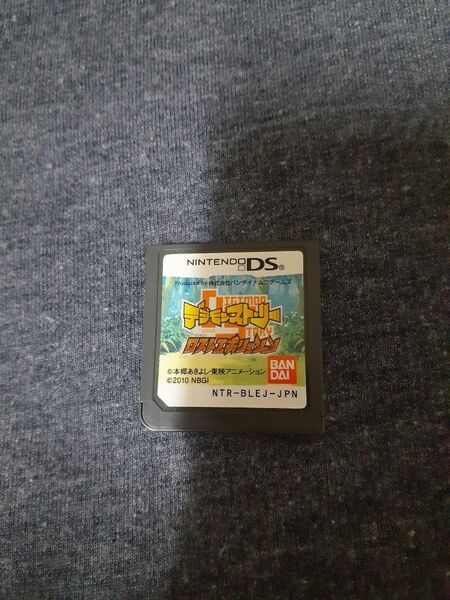 NINTENDO DS®
Produced by 株式会社バンダイナムコゲームス
デジモンストーリー
ロストエボリューション
©本郷あきよし・東映アニメーション
©2010 NBGI
BAN
DAI
NTR-BLEJ-JPN